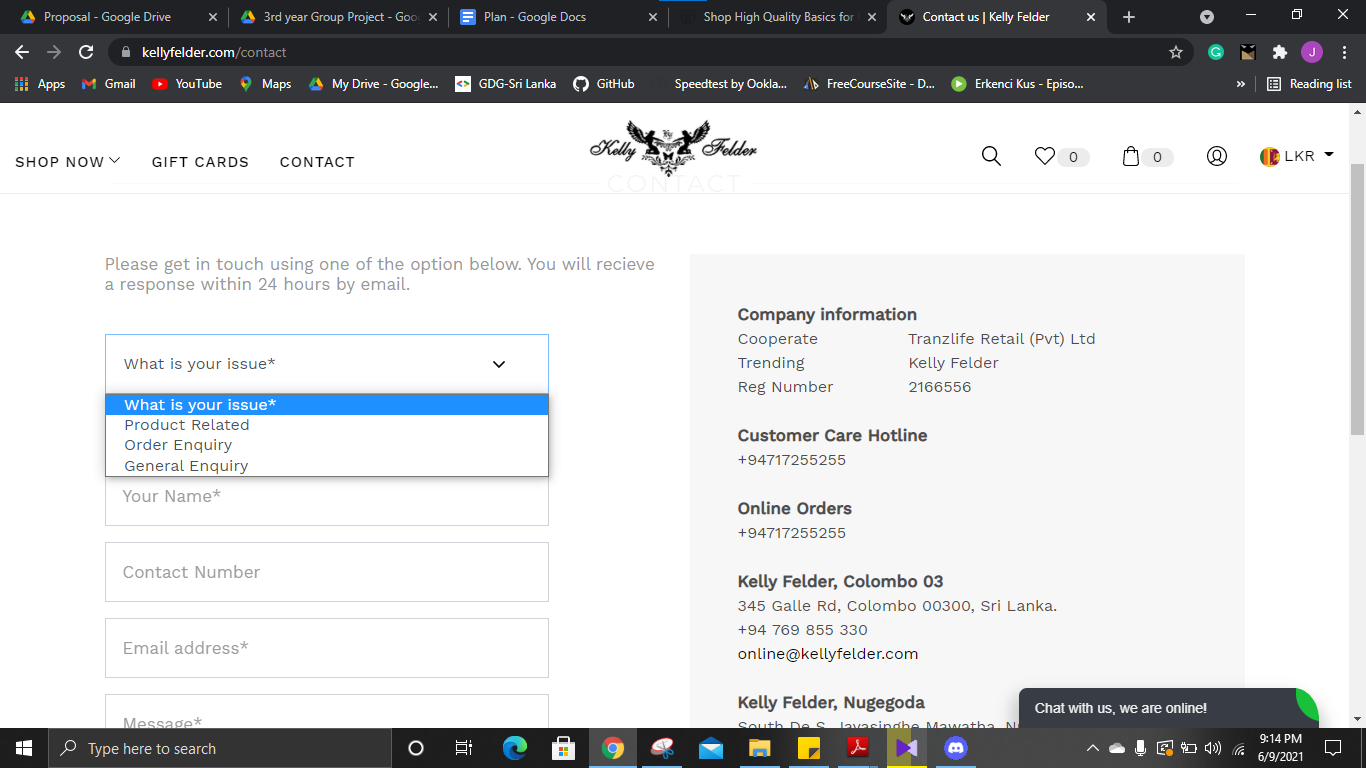 Proposal - Google Drive
3rd year Group Project - Goo
Plan - Google Docs
Shop High Quality Basics for
Contact us | Kelly Felder
kellyfelder.com/contact
Apps
Gmail
YouTube
Maps
My Drive - Google...
GDG-Sri Lanka
GitHub
Speedtest by Ookla...
FreeCourseSite - D...
Erkenci Kus - Episo...
»
Reading list
SHOP NOW
GIFT CARDS
CONTACT
Kelly Felder
CONTACT
0
0
LKR
Please get in touch using one of the option below. You will recieve
a response within 24 hours by email.
What is your issue*
What is your issue*
Product Related
Order Enquiry
General Enquiry
Your Name*
Contact Number
Email address*
Message*
Company information
Cooperate Tranzlife Retail (Pvt) Ltd
Trending Kelly Felder
Reg Number 2166556
Customer Care Hotline
+94717255255
Online Orders
+94717255255
Kelly Felder, Colombo 03
345 Galle Rd, Colombo 00300, Sri Lanka.
+94 769 855 330
online@kellyfelder.com
Kelly Felder, Nugegoda
South De S. Jayasinghe Mawatha,
Chat with us, we are online!
Type here to search
9:14 PM
6/9/2021